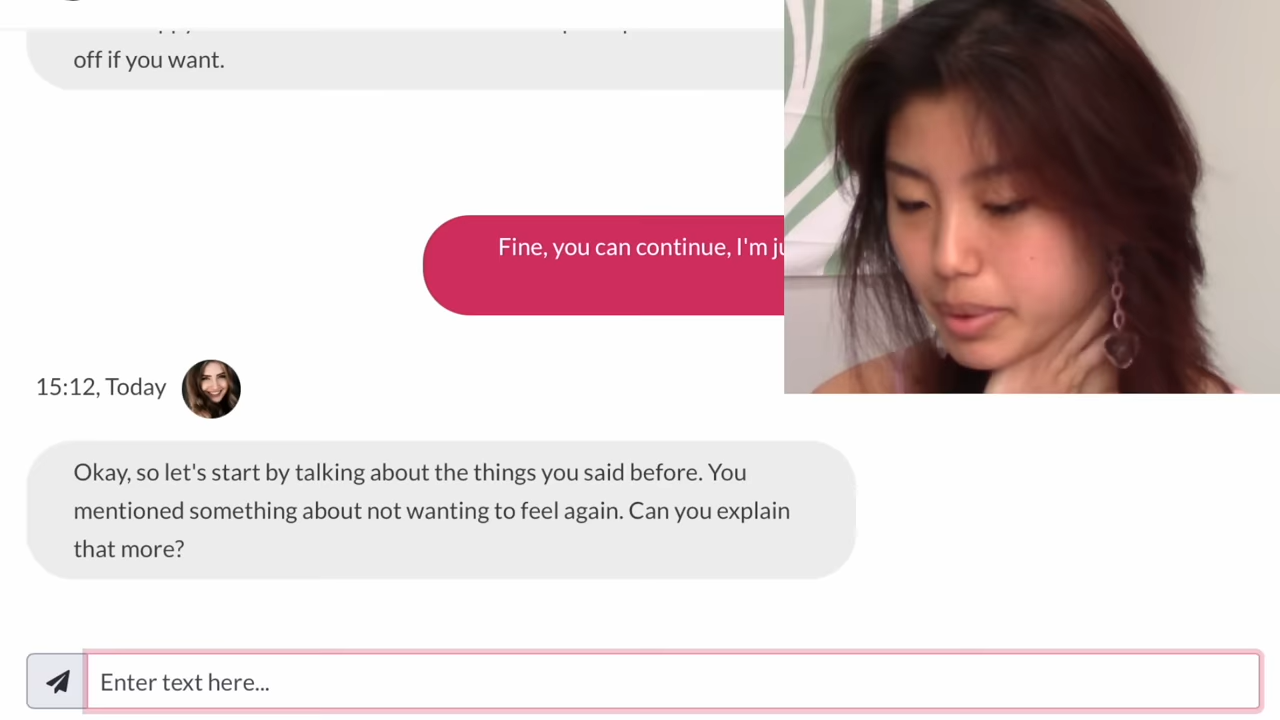 off if you want.
Fine, you can continue, I'm
15:12, Today
Okay, so let's start by talking about the things you said before. You
mentioned something about not wanting to feel again. Can you explain
that more?
Enter text here...